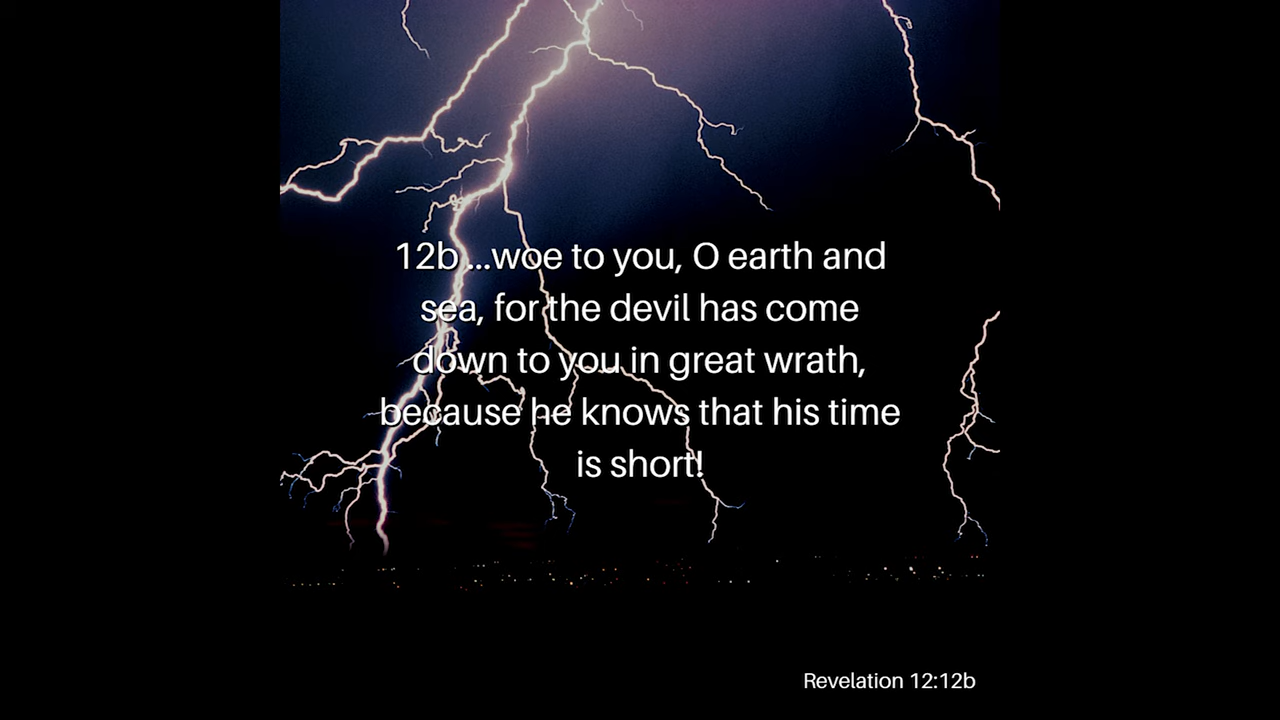 12b ...woe to you, O earth and
sea, for the devil has come
down to you in great wrath,
because he knows that his time
is short!
Revelation 12:12b